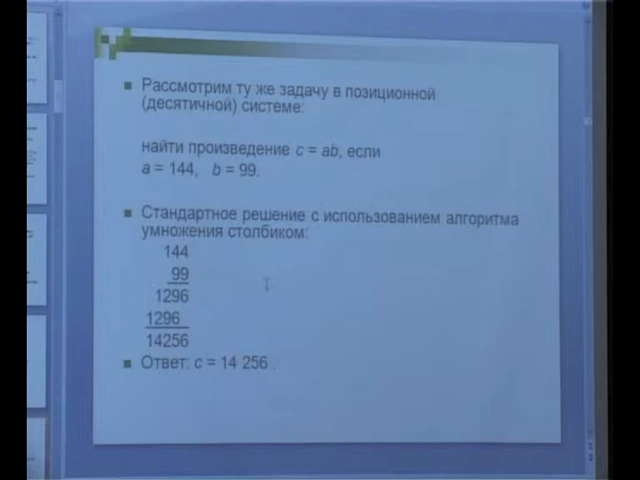 Рассмотрим ту же задачу в позиционной
(десятичной) системе:
найти произведение c = ab, если
a = 144, b = 99.
Стандартное решение с использованием алгоритма
умножения столбиком:
144
99
1296
1296
14256
Ответ: c = 14 256 .